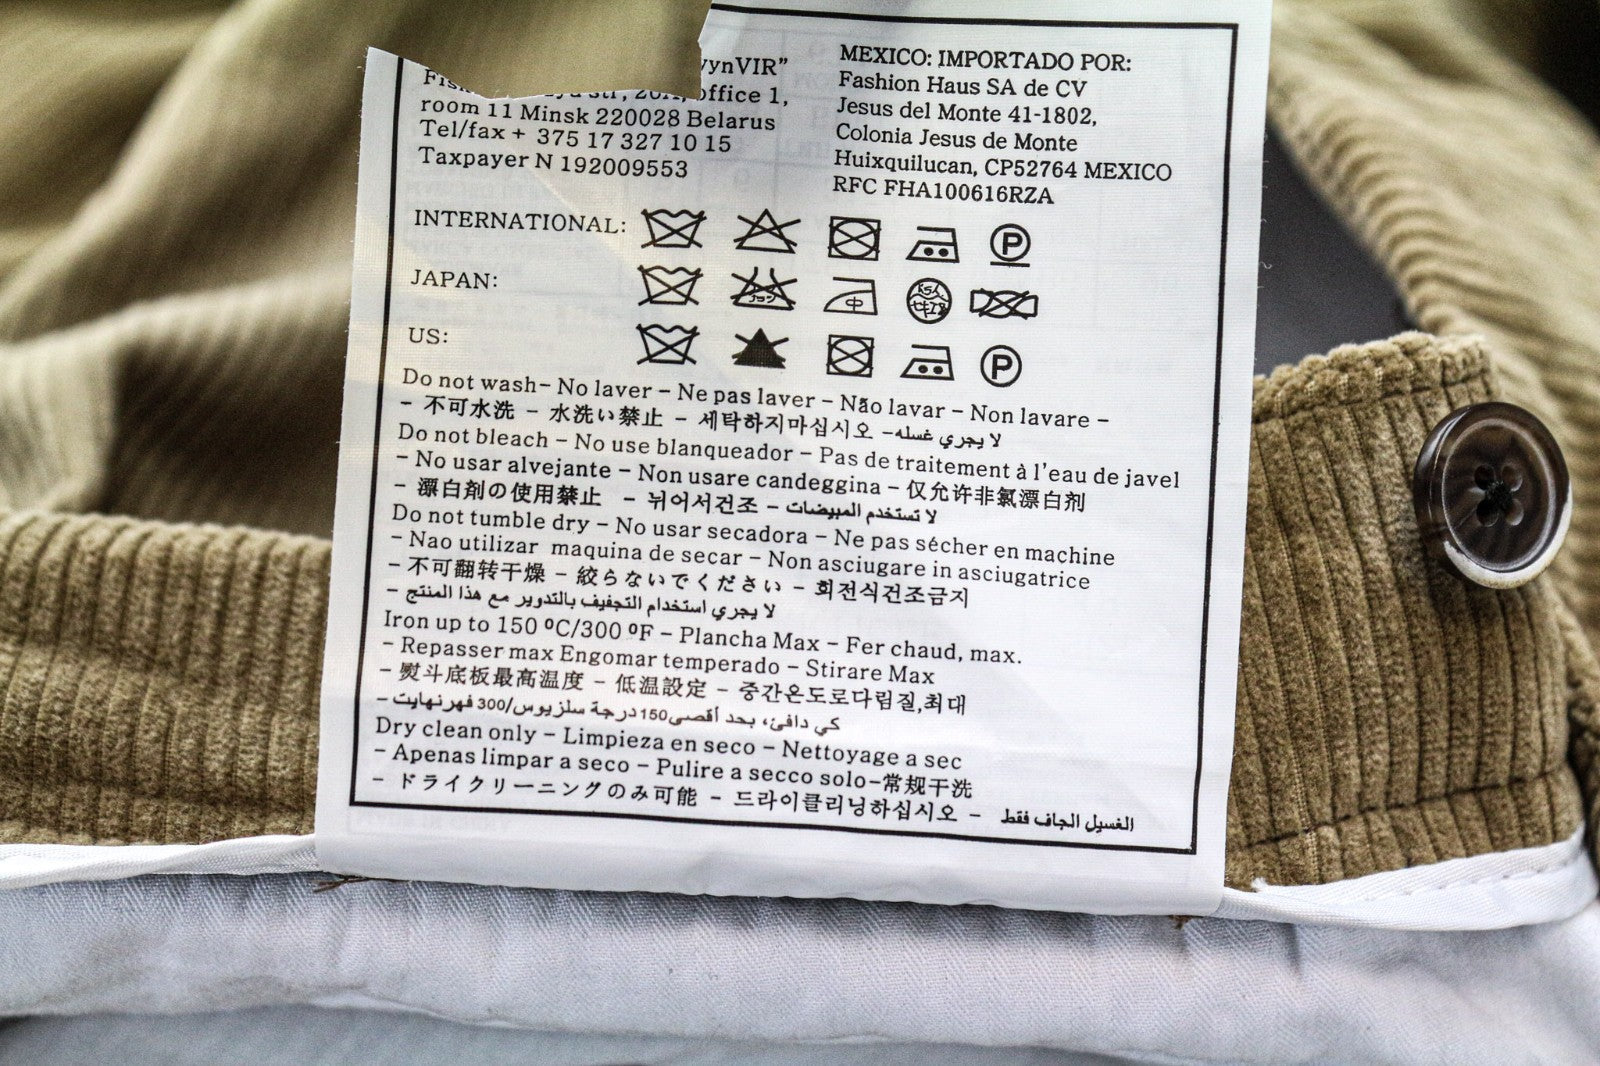 ynVIR”
office 1,
room 11 Minsk 220028 Belarus
Tel/fax + 375 17 327 10 15
Taxpayer N 192009553
MEXICO: IMPORTADO POR:
Fashion Haus SA de CV
Jesus del Monte 41-1802,
Colonia Jesus de Monte
Huixquilucan, CP52764 MEXICO
RFC FHA100616RZA
INTERNATIONAL:
P
JAPAN:
中
US:
P
Do not wash– No laver – Ne pas laver – Não lavar – Non lavare –
– 不可水洗 – 水洗い禁止 – 세탁하지마십시오 – لا يجري غسله
Do not bleach – No use blanqueador – Pas de traitement à l’eau de javel
– No usar alvejante – Non usare candeggina – 仅允许非氯漂白剂
– 漂白剤の使用禁止 – 뉘어서건조 – لا تستخدم المبيضات
Do not tumble dry – No usar secadora – Ne pas sécher en machine
– Nao utilizar maquina de secar – Non asciugare in asciugatrice
– 不可翻转干燥 – 絞らないでください – 회전식건조금지
– لا يجري استخدام التجفيف بالتدوير مع هذا المنتج
Iron up to 150 ºC/300 ºF – Plancha Max – Fer chaud, max.
– Repasser max Engomar temperado – Stirare Max
– 熨斗底板最高温度 – 低温設定 – 중간온도로다림질,최대
– كي دافئ، بحد أقصى150درجة سلزيوس/300 فهرنهايت
Dry clean only – Limpieza en seco – Nettoyage a sec
– Apenas limpar a seco – Pulire a secco solo–常规干洗
– ドライクリーニングのみ可能 – 드라이클리닝하십시오 – الغسيل الجاف فقط